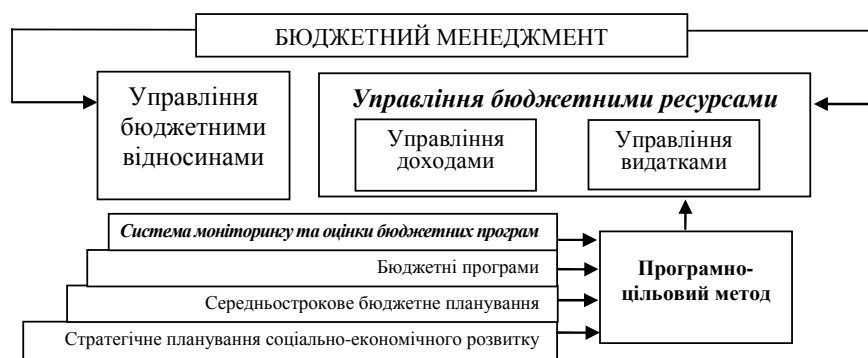 БЮДЖЕТНИЙ МЕНЕДЖМЕНТ
Управління
бюджетними
відносинами
Управління бюджетними ресурсами
Управління
доходами
Управління
видатками
Система моніторингу та оцінки бюджетних програм
Бюджетні програми
Середньострокове бюджетне планування
Стратегічне планування соціально-економічного розвитку
Програмно-
цільовий метод